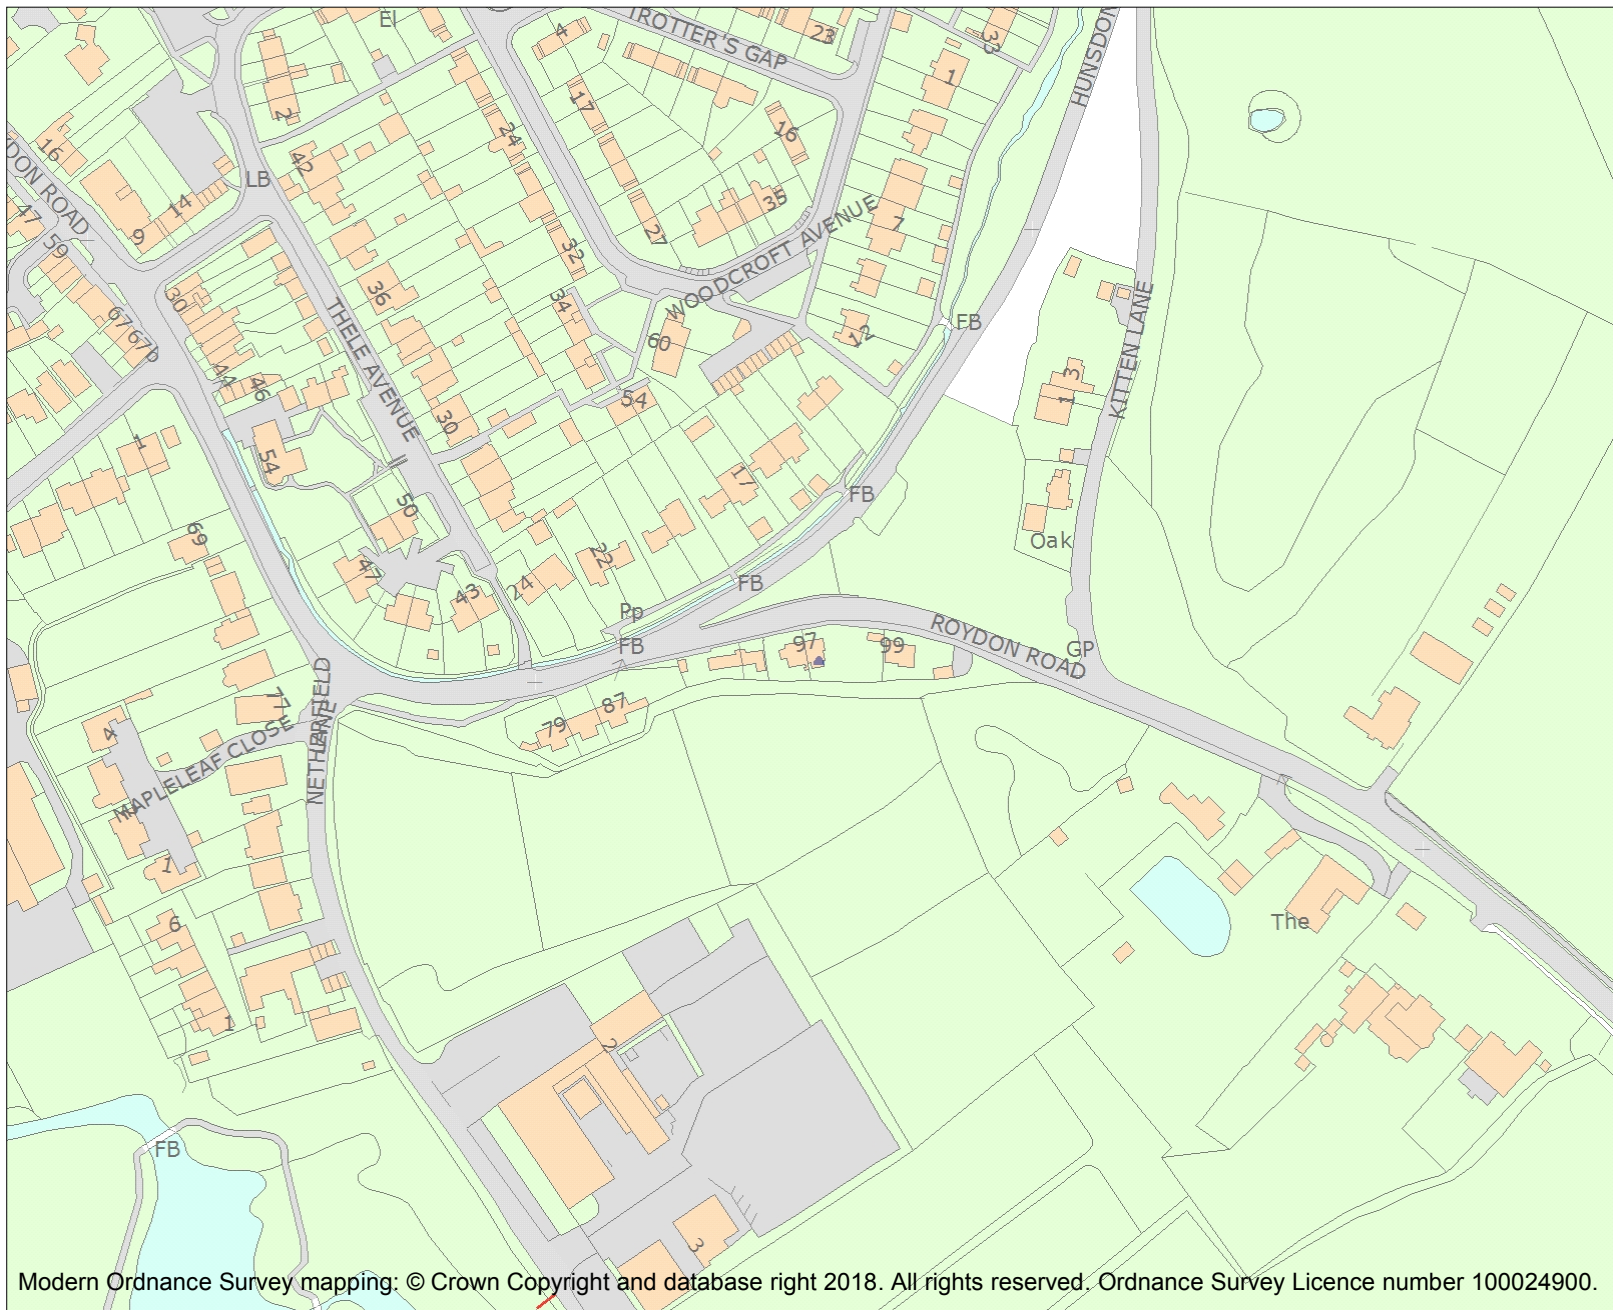 El
4
TROTTER'S GAP
23
33
HUNSDON
1
2
17
24
16
16
42
LB
DON ROAD
47
14
9
59
35
27
32
7
WOODCROFT AVENUE
30
36
34
THELE AVENUE
67
67b
60
12
FB
KITTEN LANE
3
1
44
46
54
30
1
54
17
50
FB
69
Oak
47
43
24
22
FB
Pp
FB
97
99
ROYDON ROAD
GP
77
NETHERFIELD
LANE
79
87
4
MAPLELEAF CLOSE
1
6
The
1
2
FB
3
Modern Ordnance Survey mapping: © Crown Copyright and database right 2018. All rights reserved. Ordnance Survey Licence number 100024900.